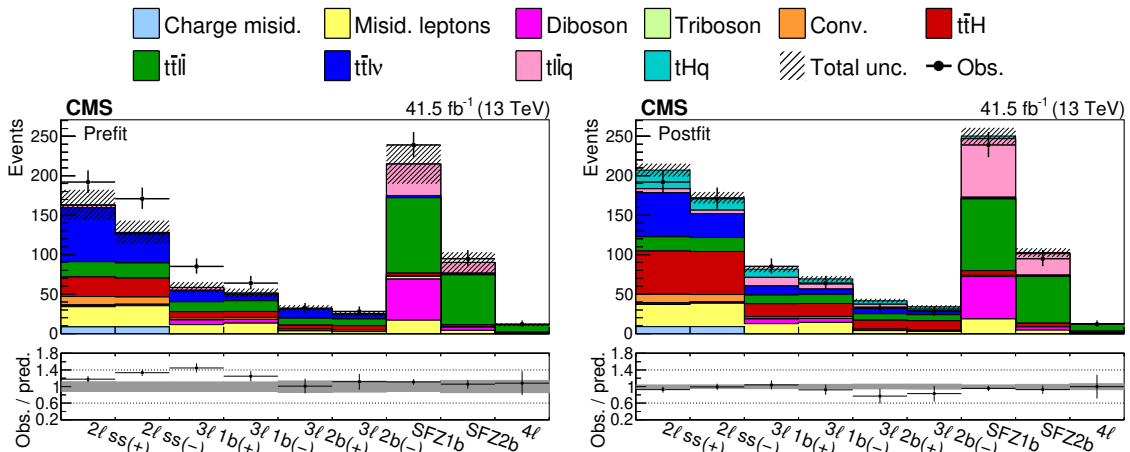 Charge misid. Misid. leptons Diboson Triboson Conv. tt̄H
tt̄ll̄ tt̄lν tll̄q tHq Total unc. Obs.
CMS 41.5 fb⁻¹ (13 TeV)
Prefit
Events
250
200
150
100
50
0
Obs. / pred.
1.8
1.4
1
0.6
0.2
2ℓ ss(+) 2ℓ ss(−) 3ℓ 1b(+) 3ℓ 1b(−) 3ℓ 2b(+) 3ℓ 2b(−) SFZ1b SFZ2b 4ℓ
CMS 41.5 fb⁻¹ (13 TeV)
Postfit
Events
250
200
150
100
50
0
Obs. / pred.
1.8
1.4
1
0.6
0.2
2ℓ ss(+) 2ℓ ss(−) 3ℓ 1b(+) 3ℓ 1b(−) 3ℓ 2b(+) 3ℓ 2b(−) SFZ1b SFZ2b 4ℓ